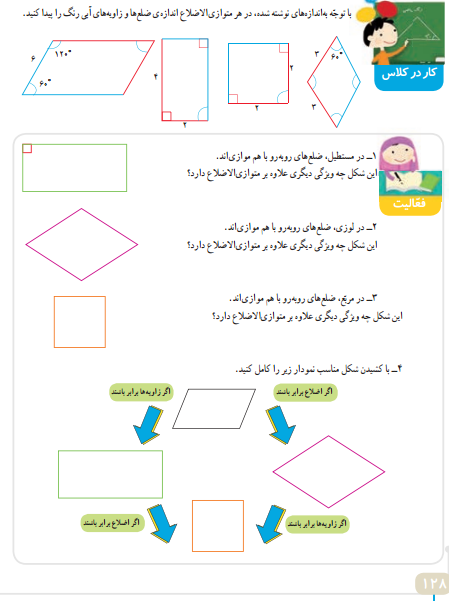 با توجّه به‌اندازه‌های نوشته شده، در هر متوازی‌الاضلاع اندازه‌ی ضلع‌ها و زاویه‌های آبی رنگ را پیدا کنید.
کار در کلاس
۶
۱۲۰°
۶۰°
۴
۲
۲
۲
۳
۶۰°
۳
فعّالیت
۱ــ در مستطیل، ضلع‌های روبه‌رو با هم موازی‌اند.
این شکل چه ویژگی دیگری علاوه بر متوازی‌الاضلاع دارد؟
۲ــ در لوزی، ضلع‌های روبه‌رو با هم موازی‌اند.
این شکل چه ویژگی دیگری علاوه بر متوازی‌الاضلاع دارد؟
۳ــ در مربّع، ضلع‌های روبه‌رو با هم موازی‌اند.
این شکل چه ویژگی دیگری علاوه بر متوازی‌الاضلاع دارد؟
۴ــ با کشیدن شکل مناسب نمودار زیر را کامل کنید.
اگر اضلاع برابر باشند
اگر زاویه‌ها برابر باشند
اگر زاویه‌ها برابر باشند
اگر اضلاع برابر باشند
۱۲۸